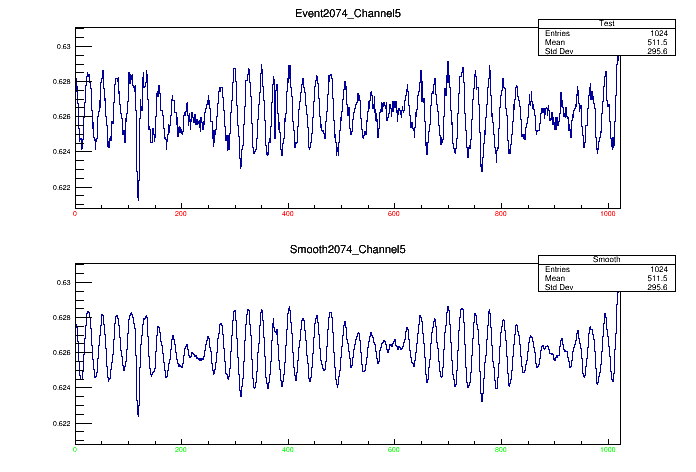 Event2074_Channel5
Test
Entries 1024
Mean 511.5
Std Dev 295.6
0.63
0.628
0.626
0.624
0.622
0 200 400 600 800 1000
Smooth2074_Channel5
Smooth
Entries 1024
Mean 511.5
Std Dev 295.6
0.63
0.628
0.626
0.624
0.622
0 200 400 600 800 1000